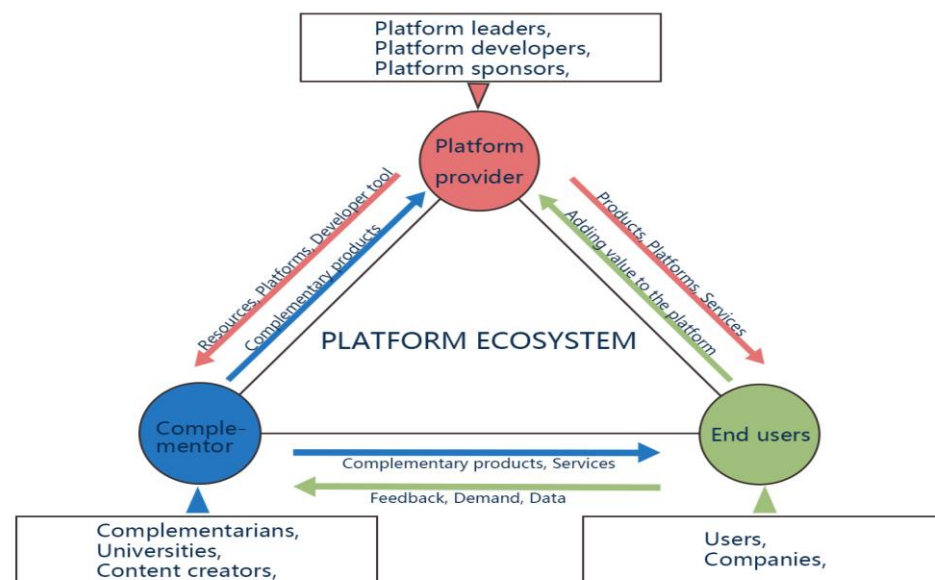 Platform leaders,
Platform developers,
Platform sponsors,
Platform
provider
Resources, Platforms, Developer tool
Complementary products
Adding value to the platform
Products, Platforms, Services
PLATFORM ECOSYSTEM
Comple-
mentor
End users
Complementary products, Services
Feedback, Demand, Data
Complementarians,
Universities,
Content creators,
Users,
Companies,